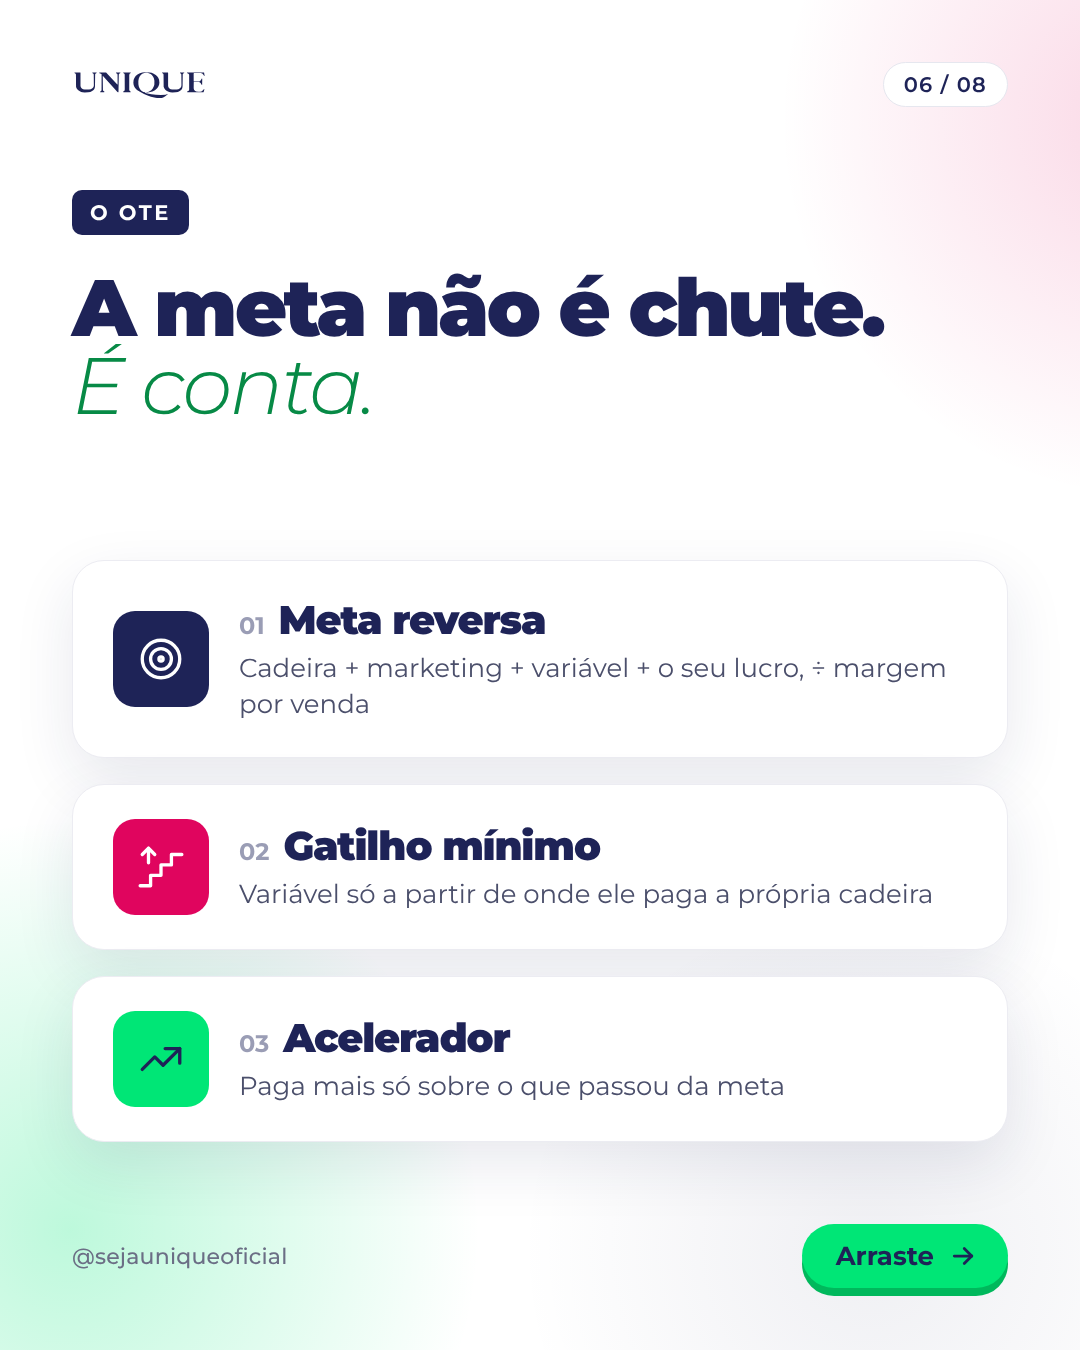 UNIQUE
06 / 08
O OTE
A meta não é chute.
É conta.
01 Meta reversa
Cadeira + marketing + variável + o seu lucro, ÷ margem
por venda
02 Gatilho mínimo
Variável só a partir de onde ele paga a própria cadeira
03 Acelerador
Paga mais só sobre o que passou da meta
@sejauniqueoficial
Arraste →